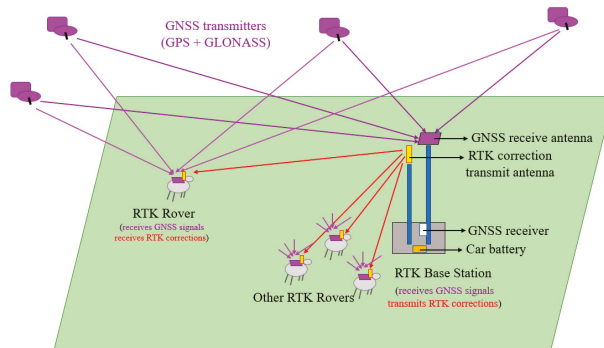 GNSS transmitters
(GPS + GLONASS)
GNSS receive antenna
RTK correction
transmit antenna
RTK Rover
(receives GNSS signals
receives RTK corrections)
GNSS receiver
Car battery
RTK Base Station
(receives GNSS signals
transmits RTK corrections)
Other RTK Rovers